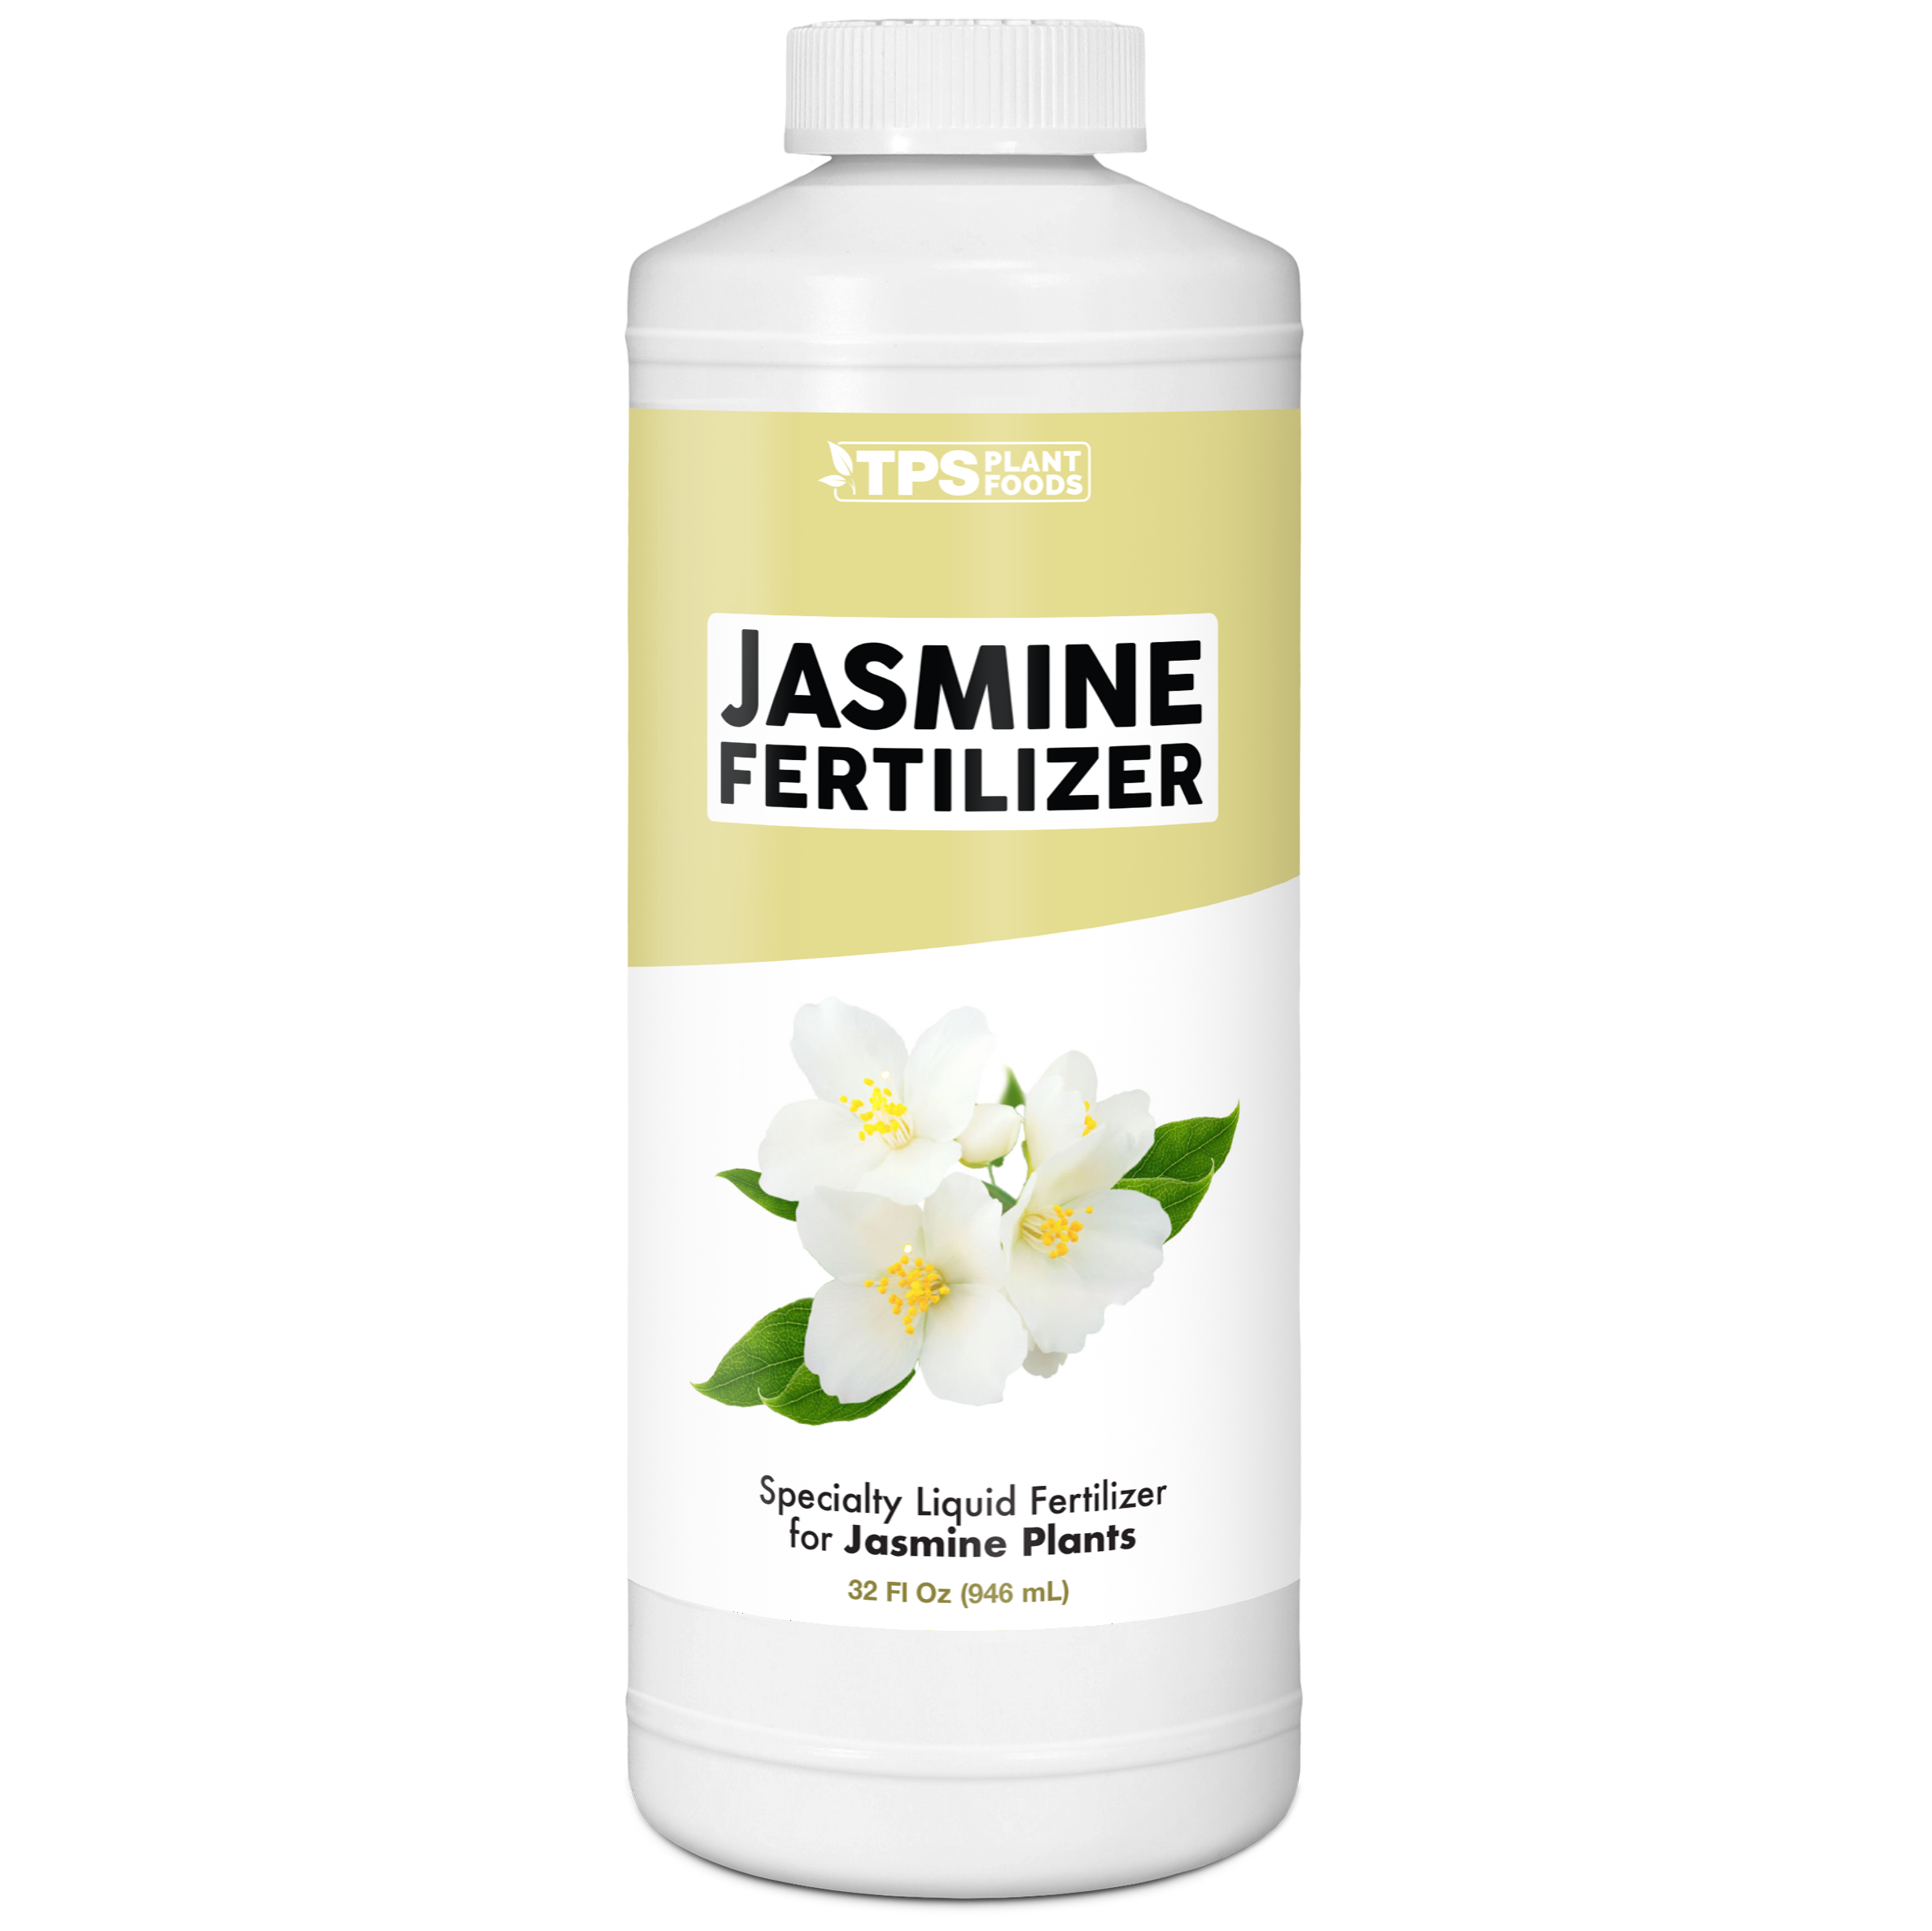 TPS PLANT
FOODS
JASMINE
FERTILIZER
Specialty Liquid Fertilizer
for Jasmine Plants
32 Fl Oz (946 mL)